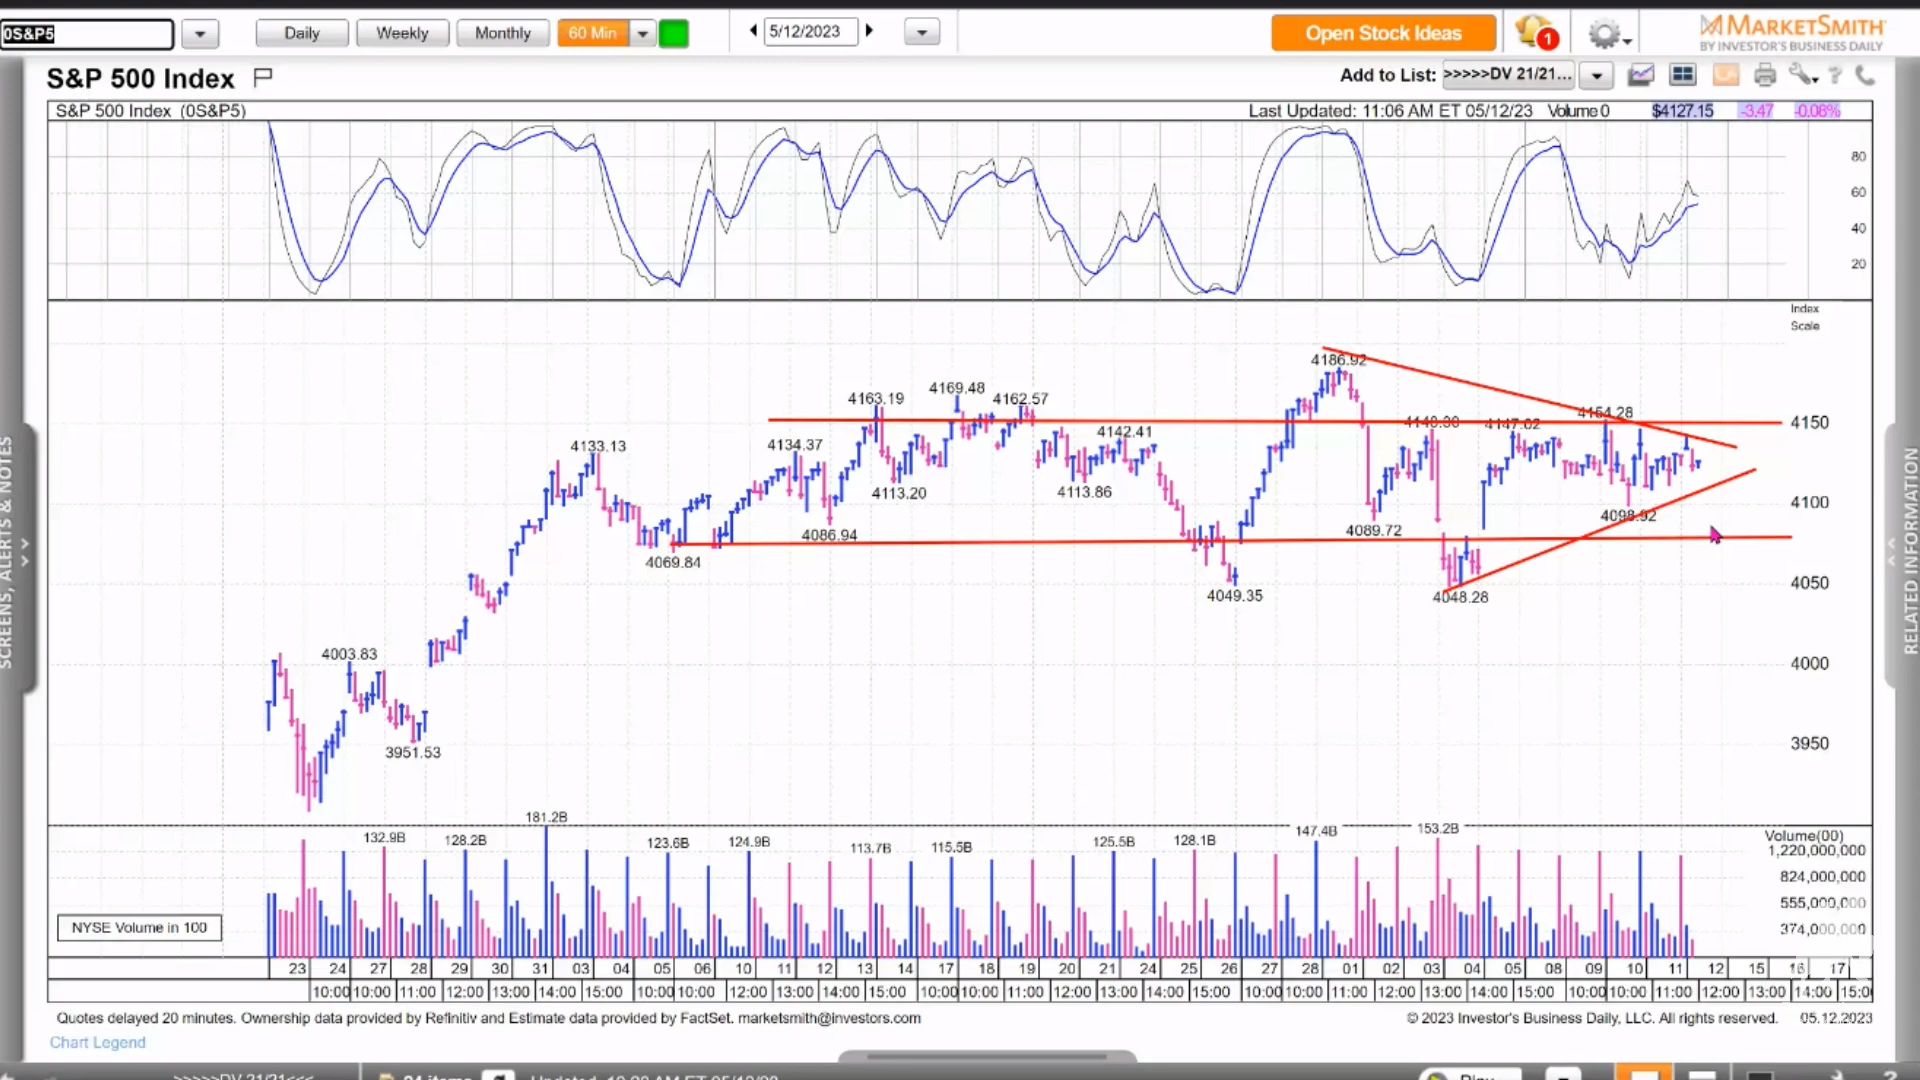 0S&P5
Daily
Weekly
Monthly
60 Min
5/12/2023
Open Stock Ideas
1
MARKETSMITH
BY INVESTOR'S BUSINESS DAILY
S&P 500 Index
Add to List:
>>>>>DV 21/21...
S&P 500 Index (0S&P5)
Last Updated: 11:06 AM ET 05/12/23 Volume 0 $4127.15 -3.47 -0.08%
80
60
40
20
Index
Scale
4186.92
4169.48
4163.19
4162.57
4154.28
4147.02
4142.41
4134.37
4133.13
4113.20
4113.86
4098.92
4089.72
4086.94
4069.84
4049.35
4048.28
4003.83
3951.53
4150
4100
4050
4000
3950
181.2B
132.9B
128.2B
123.6B
124.9B
113.7B
115.5B
125.5B
128.1B
147.4B
153.2B
Volume(00)
1,220,000,000
824,000,000
555,000,000
374,000,000
NYSE Volume in 100
23 24 27 28 29 30 31 03 04 05 06 10 11 12 13 14 17 18 19 20 21 24 25 26 27 28 01 02 03 04 05 08 09 10 11 12 15 16 17
10:00 10:00 11:00 12:00 13:00 14:00 15:00 10:00 10:00 12:00 13:00 14:00 15:00 10:00 10:00 11:00 12:00 13:00 14:00 15:00 10:00 10:00 11:00 12:00 13:00 14:00 15:00 10:00 10:00 11:00 12:00 13:00 14:00 15:0
Quotes delayed 20 minutes. Ownership data provided by Refinitiv and Estimate data provided by FactSet. marketsmith@investors.com
© 2023 Investor's Business Daily, LLC. All rights reserved. 05.12.2023
Chart Legend
SCREENS, ALERTS & NOTES
RELATED INFORMATION